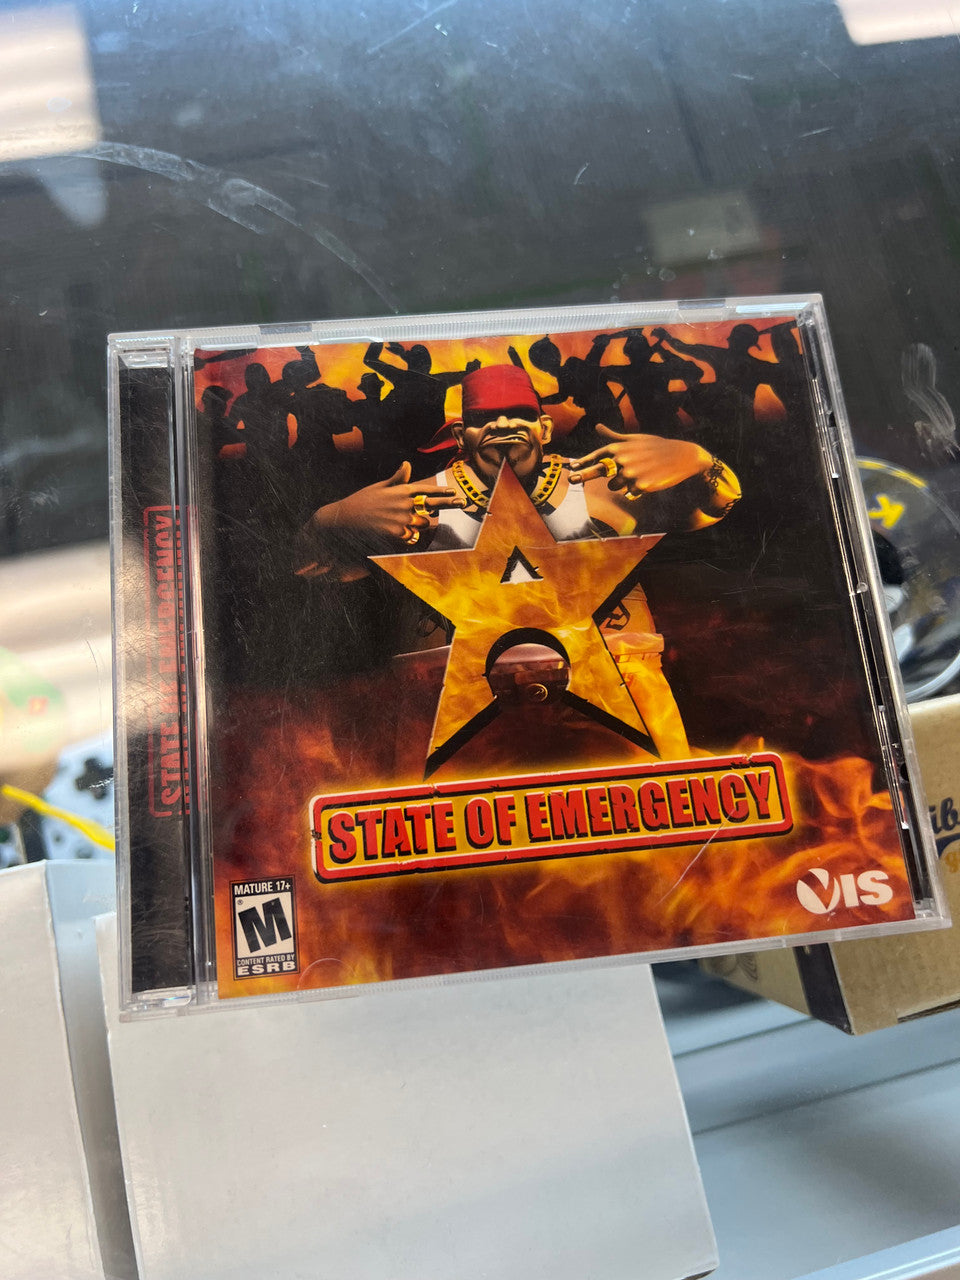 STATE OF EMERGENCY
STATE OF EMERGENCY
MATURE 17+
M
CONTENT RATED BY
ESRB
VIS